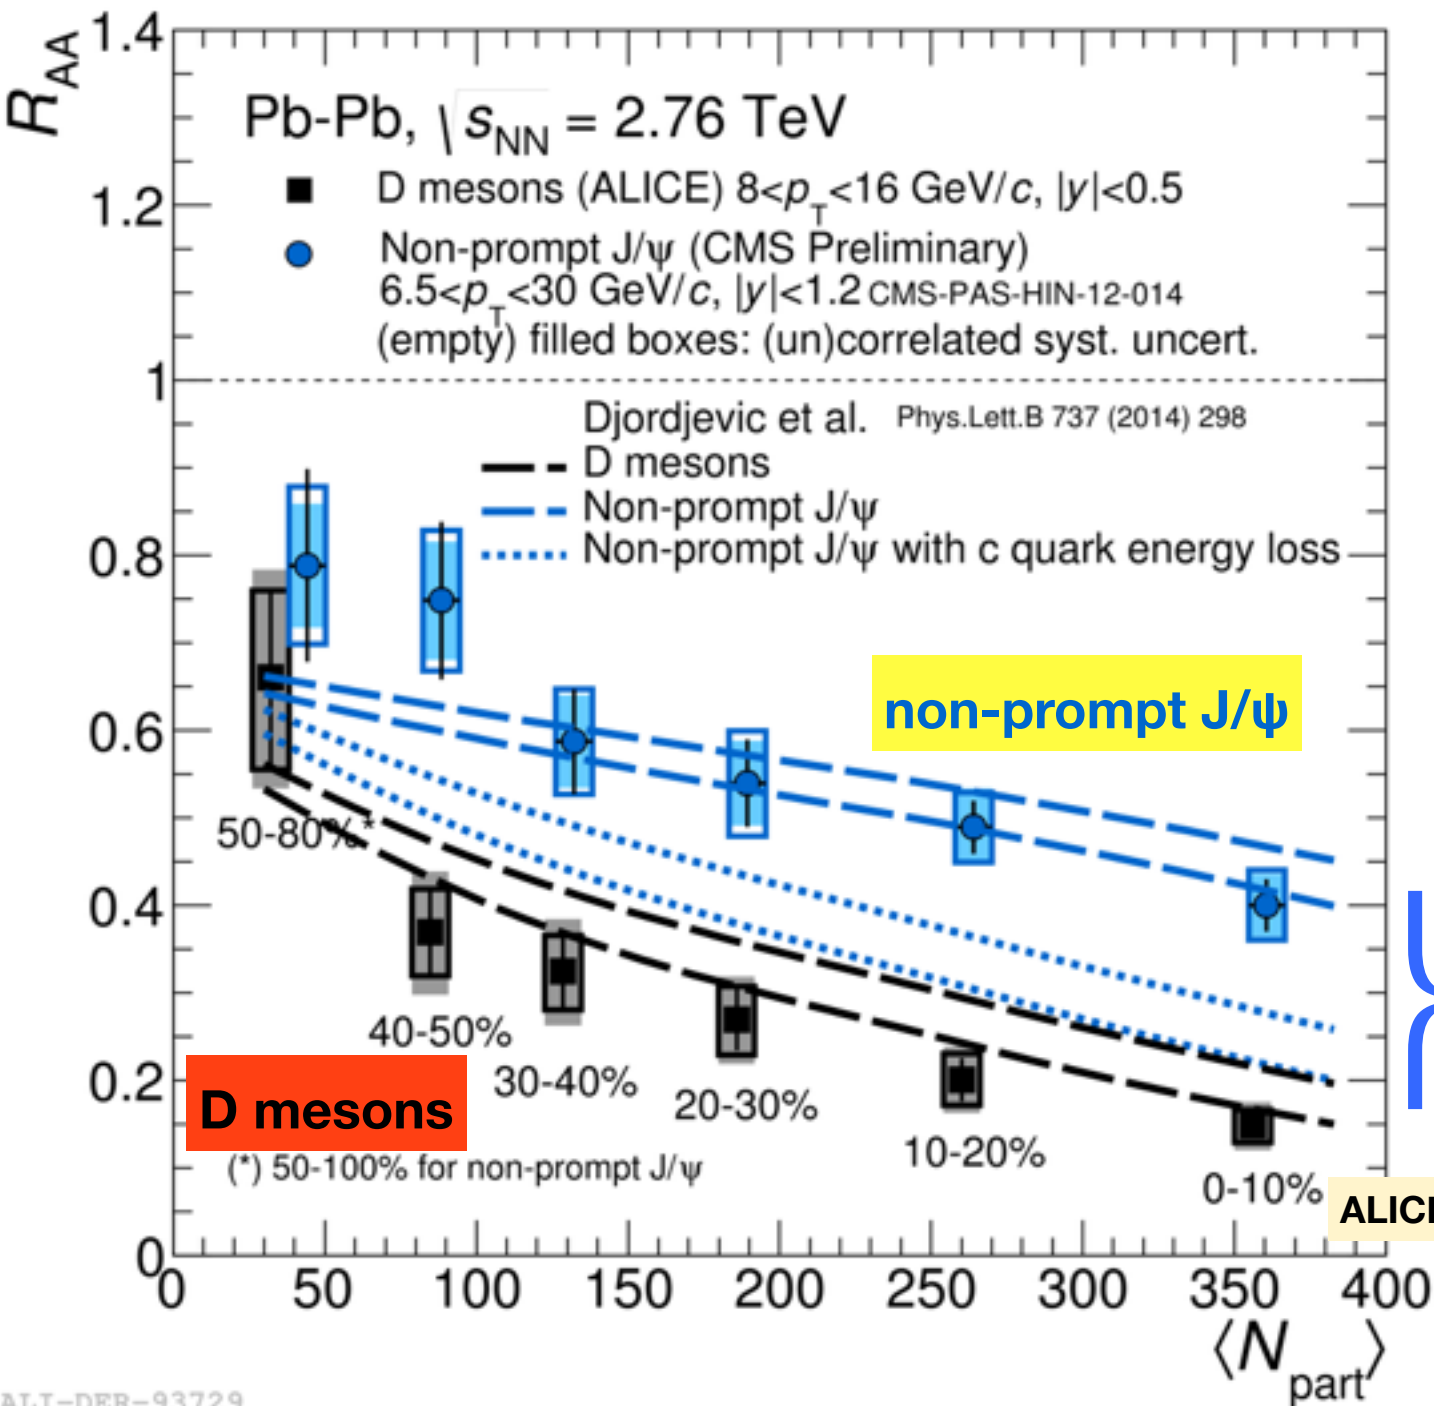 R_AA
1.4
Pb-Pb, √s_NN = 2.76 TeV
D mesons (ALICE) 8<p_T<16 GeV/c, |y|<0.5
1.2
Non-prompt J/ψ (CMS Preliminary)
6.5<p_T<30 GeV/c, |y|<1.2 CMS-PAS-HIN-12-014
(empty) filled boxes: (un)correlated syst. uncert.
1
Djordjevic et al. Phys.Lett.B 737 (2014) 298
D mesons
Non-prompt J/ψ
0.8
Non-prompt J/ψ with c quark energy loss
non-prompt J/ψ
0.6
50-80%*
0.4
40-50%
30-40%
0.2
20-30%
D mesons
10-20%
(*) 50-100% for non-prompt J/ψ
0-10%
ALICE
0
0 50 100 150 200 250 300 350 400
⟨N_part⟩
ALI-DER-93729